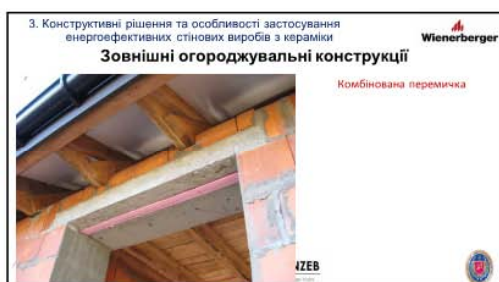 3. Конструктивні рішення та особливості застосування
енергоефективних стінових виробів з кераміки
Wienerberger
Зовнішні огороджувальні конструкції
Комбінована перемичка
NZEB